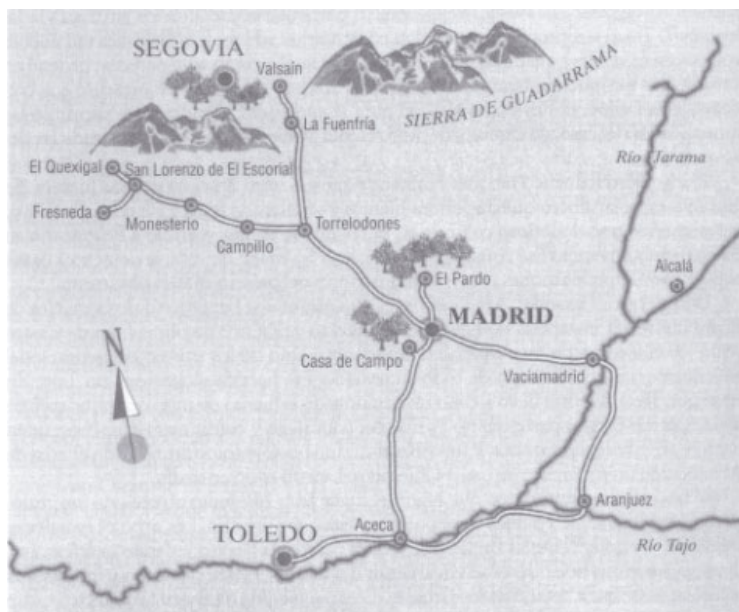 SEGOVIA
Valsaín
SIERRA DE GUADARRAMA
La Fuentfría
Río Jarama
El Quexigal
San Lorenzo de El Escorial
Fresneda
Monesterio
Campillo
Torrelodones
El Pardo
Alcalá
MADRID
Casa de Campo
Vaciamadrid
N
Aranjuez
Aceca
TOLEDO
Río Tajo